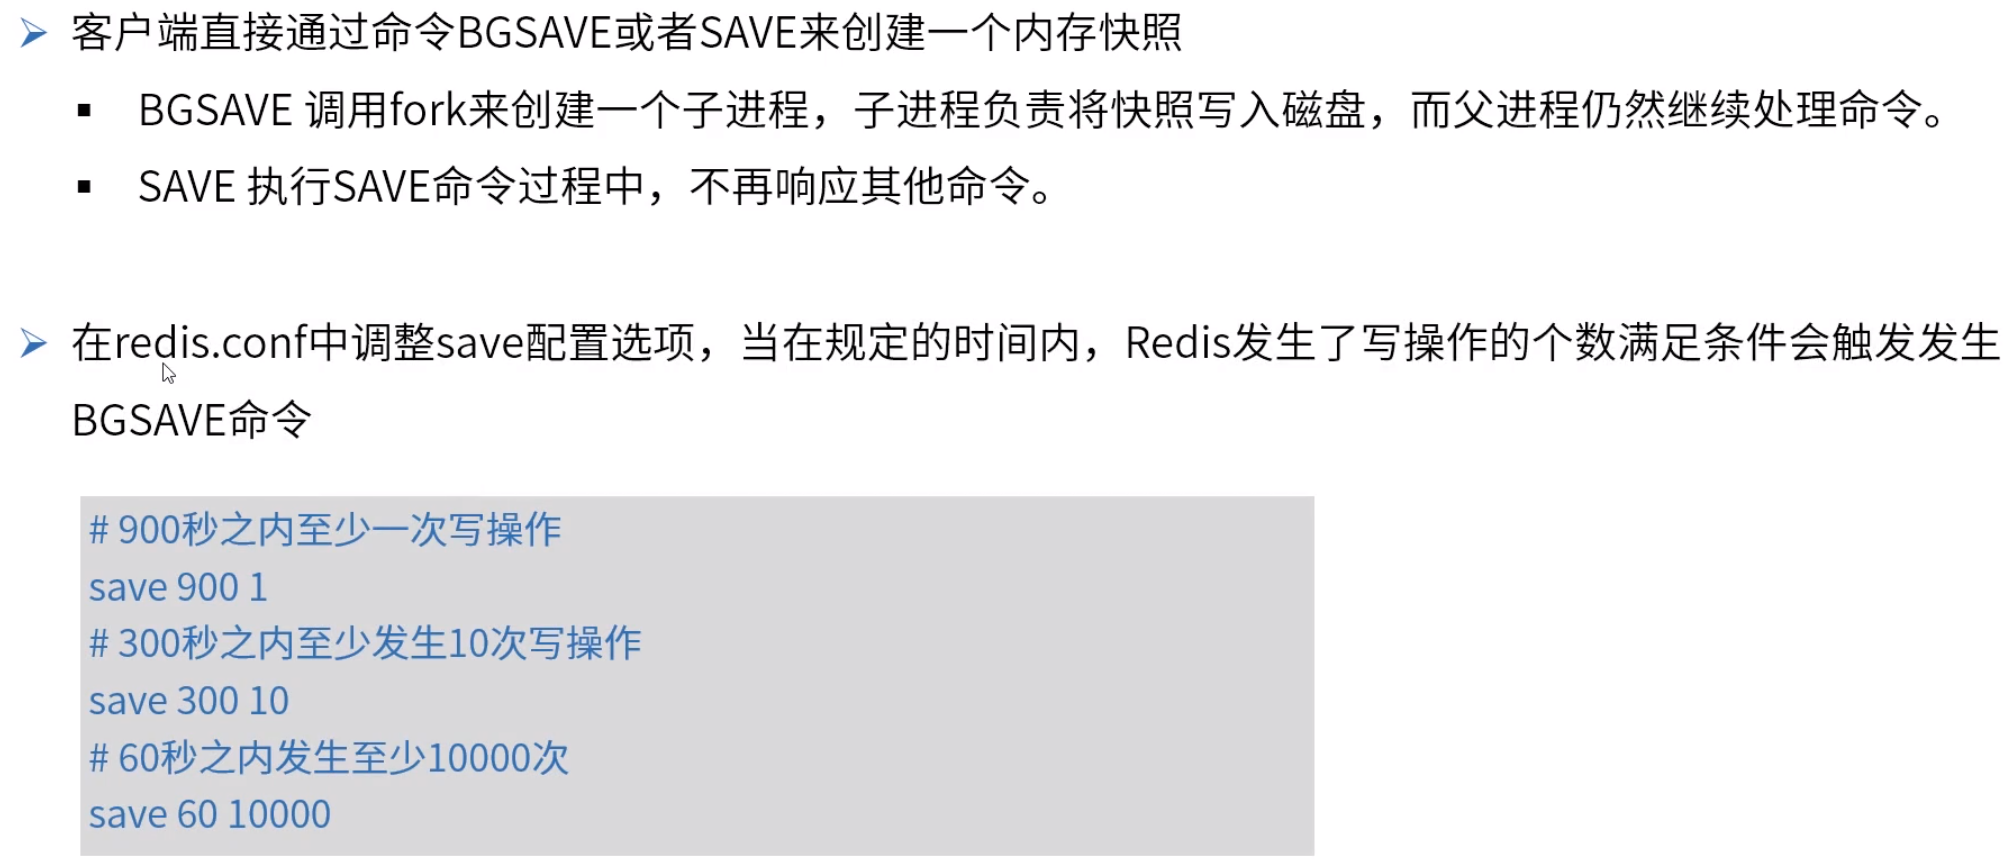 客户端直接通过命令BGSAVE或者SAVE来创建一个内存快照
BGSAVE 调用fork来创建一个子进程，子进程负责将快照写入磁盘，而父进程仍然继续处理命令。
SAVE 执行SAVE命令过程中，不再响应其他命令。
在redis.conf中调整save配置选项，当在规定的时间内，Redis发生了写操作的个数满足条件会触发发生
BGSAVE命令
# 900秒之内至少一次写操作
save 900 1
# 300秒之内至少发生10次写操作
save 300 10
# 60秒之内发生至少10000次
save 60 10000